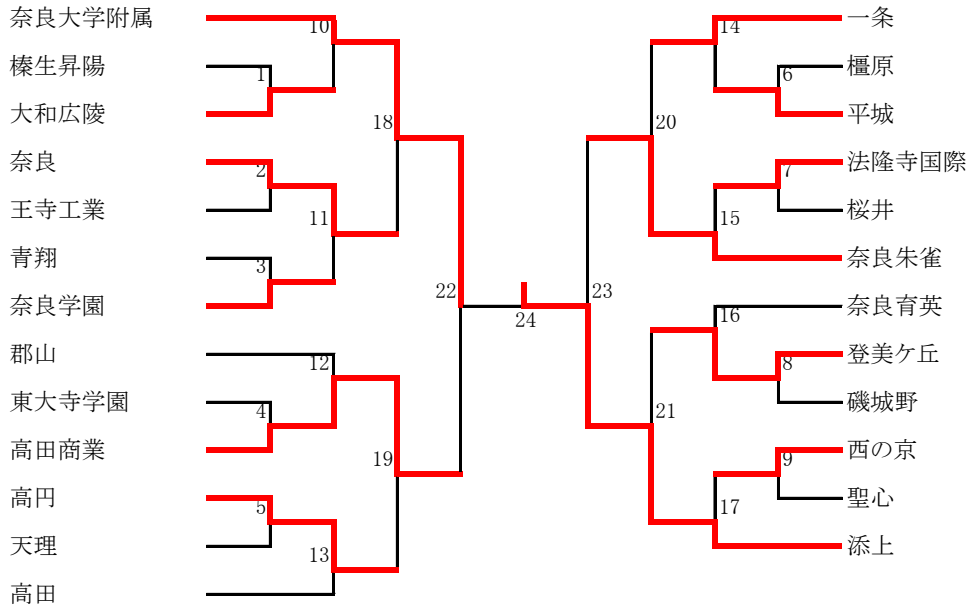 奈良大学附属
榛生昇陽
大和広陵
奈良
王寺工業
青翔
奈良学園
郡山
東大寺学園
高田商業
高円
天理
高田
10
1
18
2
11
3
22
12
4
19
5
13
24
14
6
20
7
15
23
16
8
21
9
17
一条
橿原
平城
法隆寺国際
桜井
奈良朱雀
奈良育英
登美ケ丘
磯城野
西の京
聖心
添上